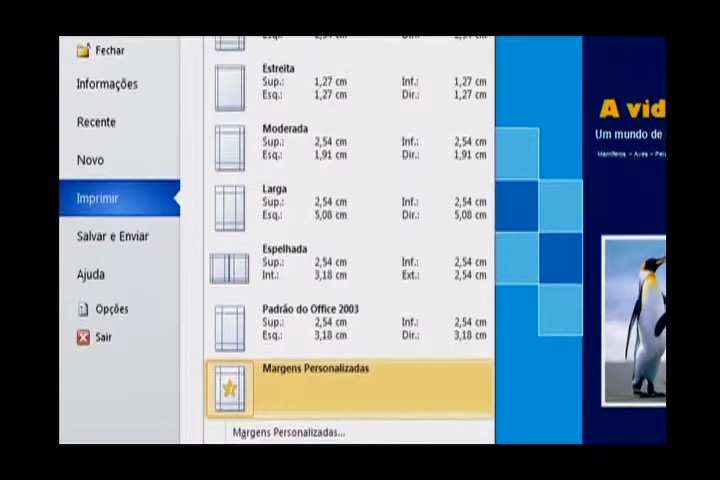 Fechar
Informações
Recente
Novo
Imprimir
Salvar e Enviar
Ajuda
Opções
Sair
Estreita
Sup.: 1,27 cm Inf.: 1,27 cm
Esq.: 1,27 cm Dir.: 1,27 cm
Moderada
Sup.: 2,54 cm Inf.: 2,54 cm
Esq.: 1,91 cm Dir.: 1,91 cm
Larga
Sup.: 2,54 cm Inf.: 2,54 cm
Esq.: 5,08 cm Dir.: 5,08 cm
Espelhada
Sup.: 2,54 cm Inf.: 2,54 cm
Int.: 3,18 cm Ext.: 2,54 cm
Padrão do Office 2003
Sup.: 2,54 cm Inf.: 2,54 cm
Esq.: 3,18 cm Dir.: 3,18 cm
Margens Personalizadas
Margens Personalizadas...
A vid
Um mundo de
Mamíferos – Aves –